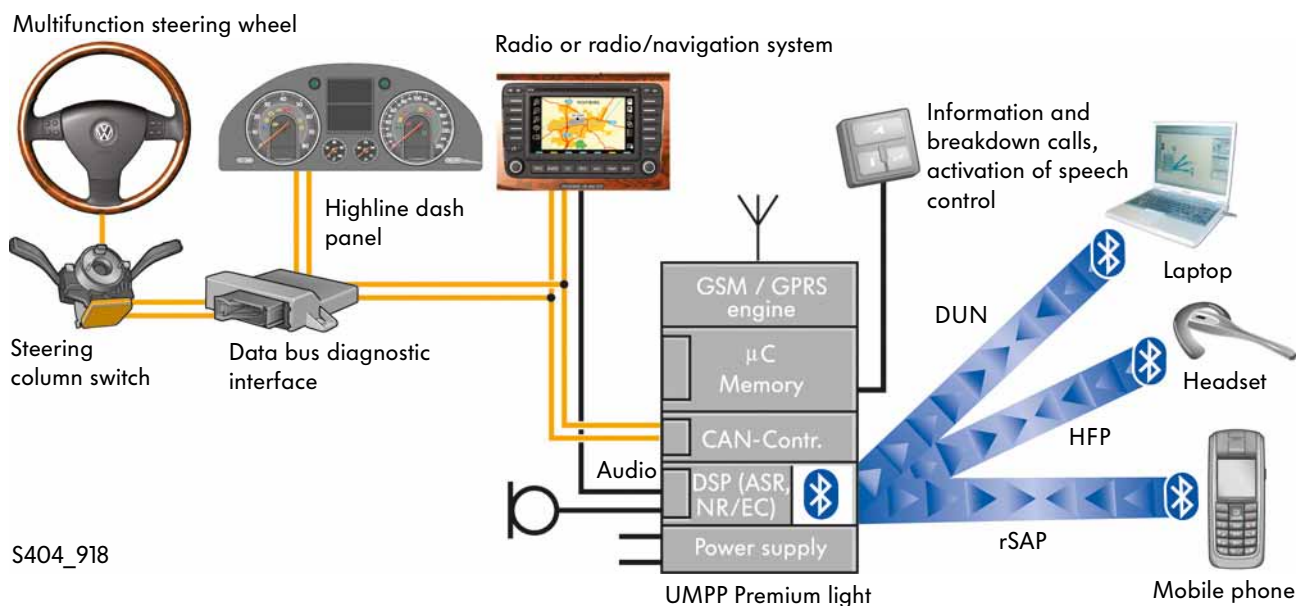 Multifunction steering wheel
Radio or radio/navigation system
Information and
breakdown calls,
activation of speech
control
Highline dash
panel
Steering
column switch
Data bus diagnostic
interface
GSM / GPRS
engine
µC
Memory
CAN-Contr.
Audio
DSP (ASR,
NR/EC)
Power supply
UMPP Premium light
DUN
HFP
rSAP
Laptop
Headset
Mobile phone
S404_918